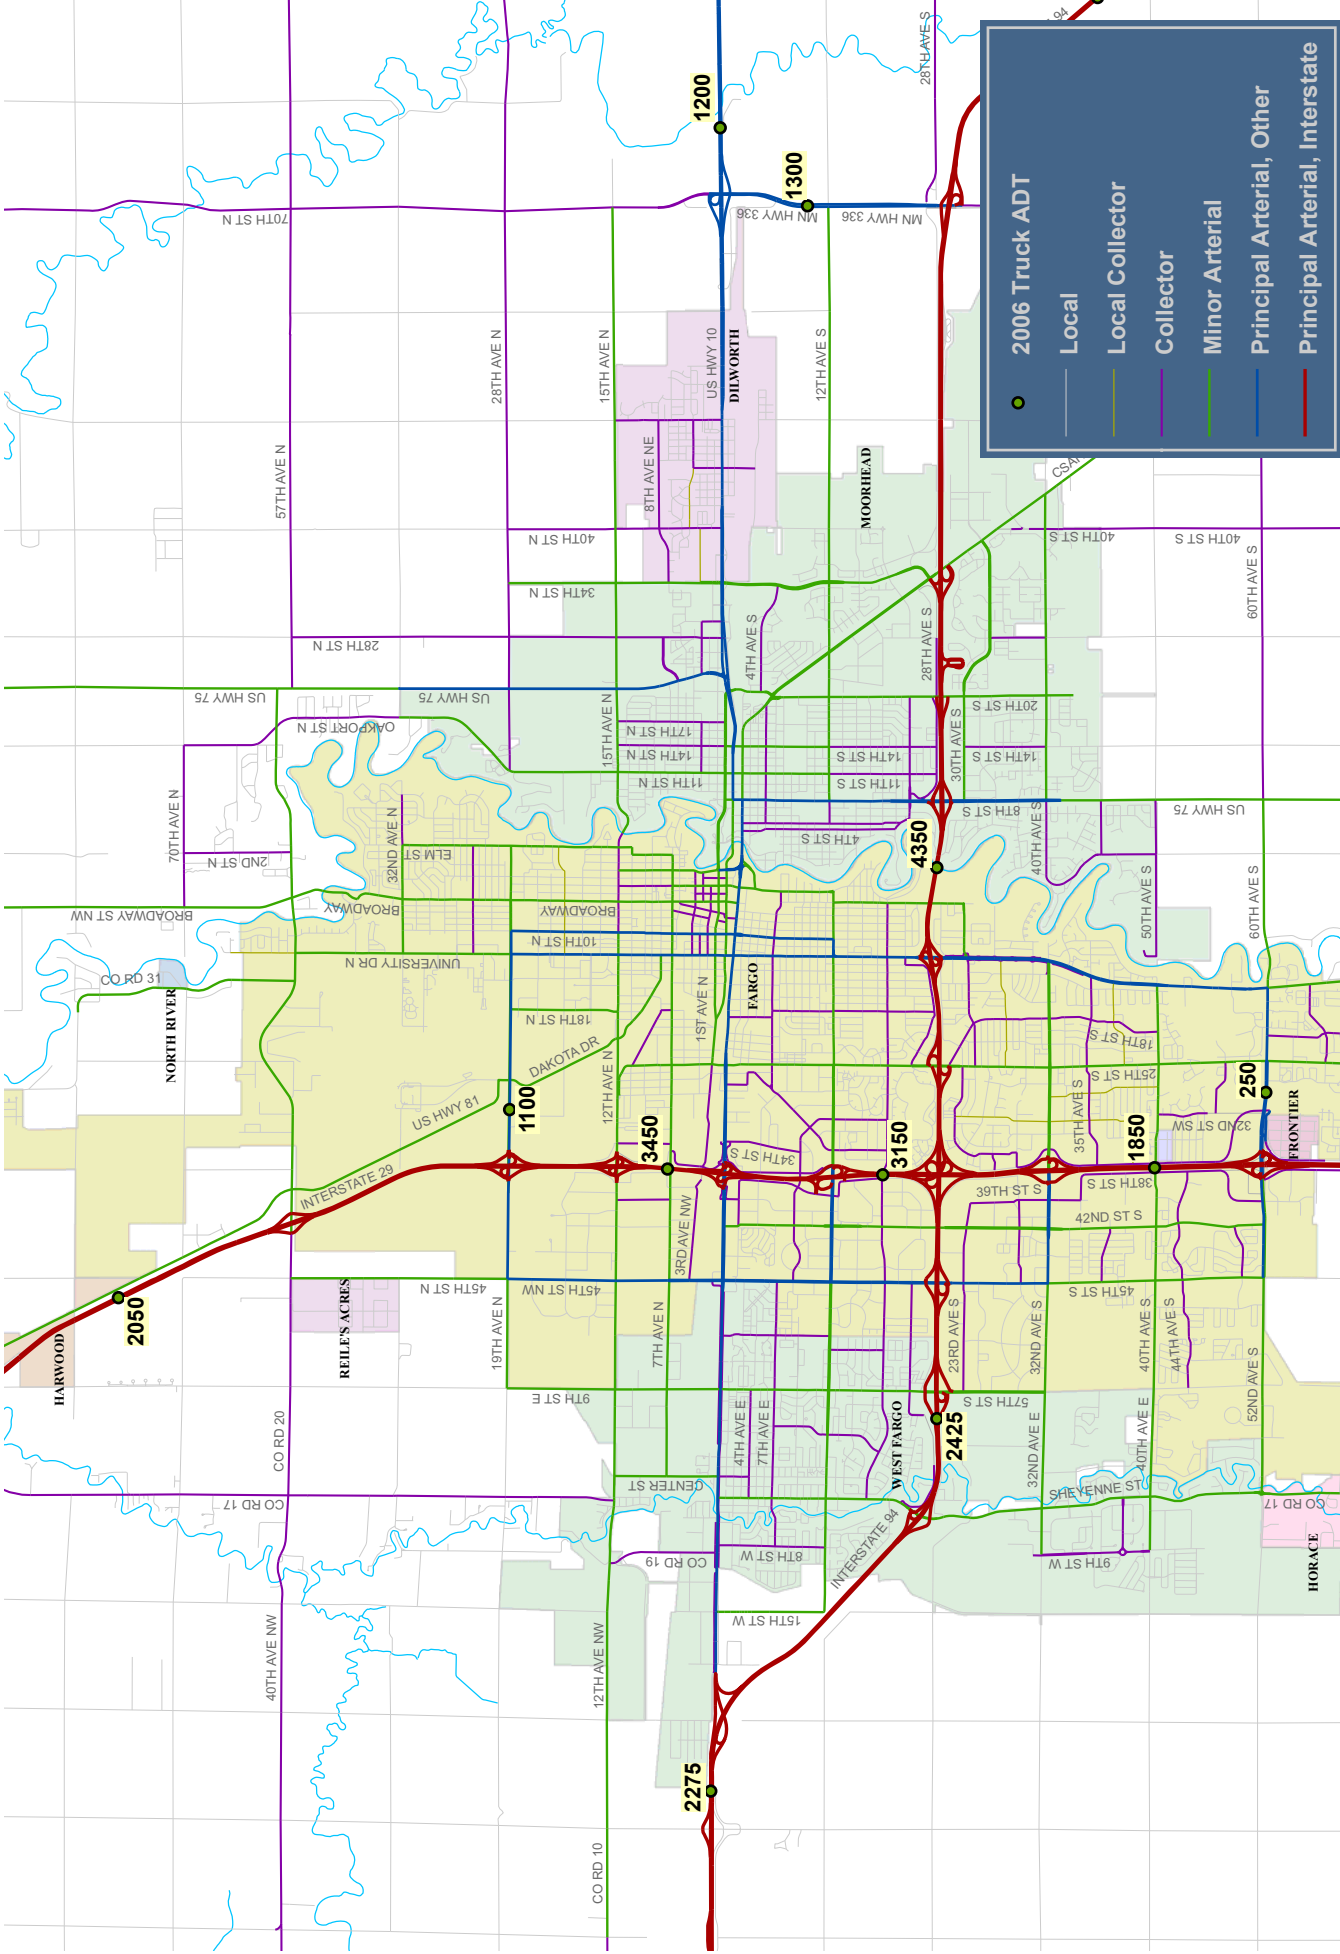 94
28TH AVE S
1200
1300
MN HWY 336
MN HWY 336
70TH ST N
57TH AVE N
28TH AVE N
15TH AVE N
US HWY 10
DILWORTH
12TH AVE S
8TH AVE NE
MOORHEAD
CSAH
40TH ST N
40TH ST S
40TH ST S
60TH AVE S
34TH ST N
28TH ST N
4TH AVE S
28TH AVE S
US HWY 75
US HWY 75
OAKPORT ST N
15TH AVE N
17TH ST N
14TH ST N
11TH ST N
20TH ST S
30TH AVE S
14TH ST S
14TH ST S
11TH ST S
8TH ST S
US HWY 75
70TH AVE N
2ND ST N
32ND AVE N
ELM ST
4TH ST S
4350
40TH AVE S
50TH AVE S
60TH AVE S
BROADWAY ST NW
BROADWAY
BROADWAY
10TH ST N
UNIVERSITY DR N
CO RD 31
NORTH RIVER
FARGO
1ST AVE N
18TH ST N
DAKOTA DR
12TH AVE N
US HWY 81
1100
3450
3150
1850
250
18TH ST S
25TH ST S
35TH AVE S
32ND ST SW
FRONTIER
34TH ST S
38TH ST S
39TH ST S
42ND ST S
INTERSTATE 29
3RD AVE NW
2050
HARWOOD
REILE'S ACRES
45TH ST N
45TH ST NW
45TH ST S
19TH AVE N
7TH AVE N
23RD AVE S
32ND AVE S
40TH AVE S
44TH AVE S
52ND AVE S
9TH ST E
57TH ST S
CO RD 20
4TH AVE E
7TH AVE E
WEST FARGO
2425
32ND AVE E
40TH AVE E
CENTER ST
SHEYENNE ST
CO RD 17
CO RD 17
CO RD 19
8TH ST W
INTERSTATE 94
9TH ST W
HORACE
15TH ST W
40TH AVE NW
12TH AVE NW
2275
CO RD 10
2006 Truck ADT
Local
Local Collector
Collector
Minor Arterial
Principal Arterial, Other
Principal Arterial, Interstate